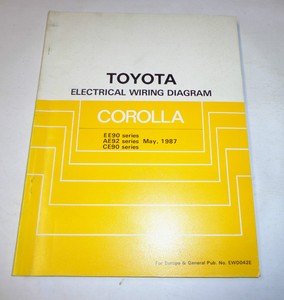 TOYOTA
ELECTRICAL WIRING DIAGRAM
COROLLA
EE90 series
AE92 series May, 1987
CE90 series
For Europe & General Pub. No. EWD042E